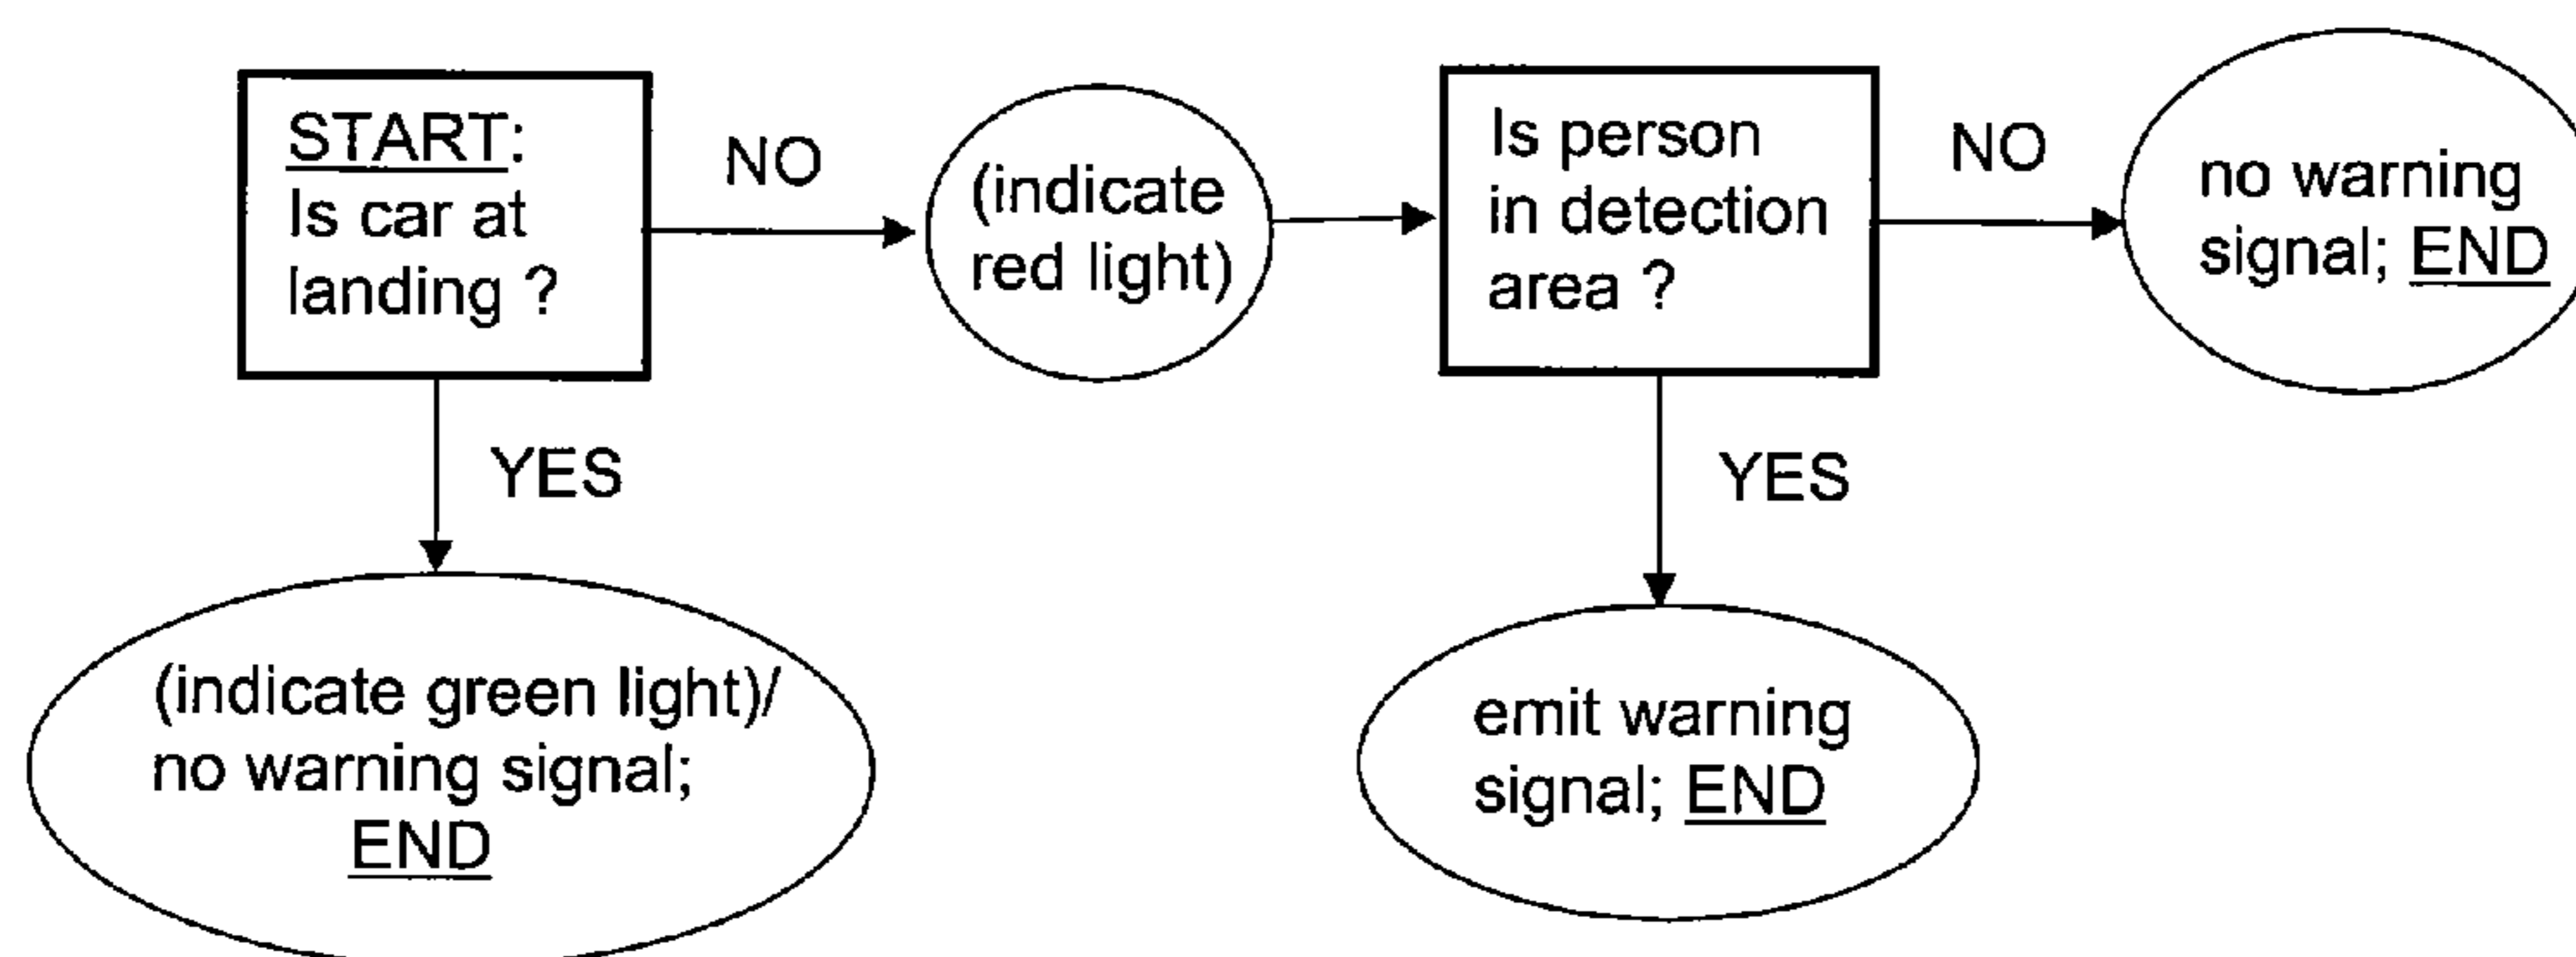 START:
Is car at
landing ?
NO
(indicate
red light)
Is person
in detection
area ?
NO
no warning
signal; END
YES
YES
(indicate green light)/
no warning signal;
END
emit warning
signal; END